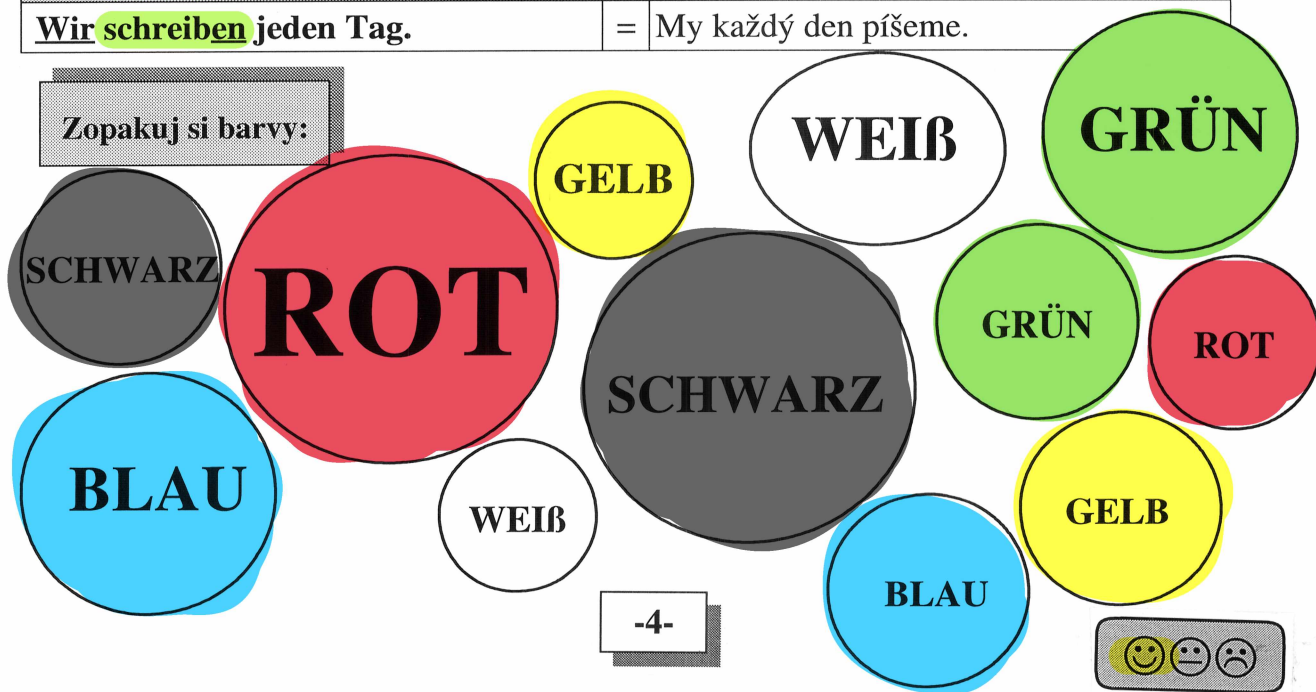 Wir schreiben jeden Tag. = My každý den píšeme.
Zopakuj si barvy:
WEIß
GRÜN
GELB
SCHWARZ
ROT
GRÜN
ROT
SCHWARZ
BLAU
WEIß
GELB
BLAU
-4-